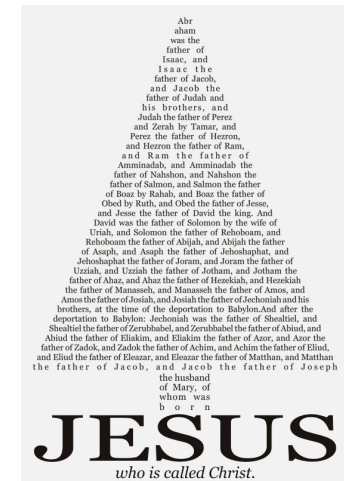 Abr
aham
was the
father of
Isaac, and
Isaac the
father of Jacob,
and Jacob the
father of Judah and
his brothers, and
Judah the father of Perez
and Zerah by Tamar, and
Perez the father of Hezron,
and Hezron the father of Ram,
and Ram the father of
Amminadab, and Amminadab the
father of Nahshon, and Nahshon the
father of Salmon, and Salmon the father
of Boaz by Rahab, and Boaz the father of
Obed by Ruth, and Obed the father of Jesse,
and Jesse the father of David the king. And
David was the father of Solomon by the wife of
Uriah, and Solomon the father of Rehoboam, and
Rehoboam the father of Abijah, and Abijah the father
of Asaph, and Asaph the father of Jehoshaphat, and
Jehoshaphat the father of Joram, and Joram the father of
Uzziah, and Uzziah the father of Jotham, and Jotham the
father of Ahaz, and Ahaz the father of Hezekiah, and Hezekiah
the father of Manasseh, and Manasseh the father of Amos, and
Amos the father of Josiah, and Josiah the father of Jechoniah and his
brothers, at the time of the deportation to Babylon.And after the
deportation to Babylon: Jechoniah was the father of Shealtiel, and
Shealtiel the father of Zerubbabel, and Zerubbabel the father of Abiud, and
Abiud the father of Eliakim, and Eliakim the father of Azor, and Azor the
father of Zadok, and Zadok the father of Achim, and Achim the father of Eliud,
and Eliud the father of Eleazar, and Eleazar the father of Matthan, and Matthan
the father of Jacob, and Jacob the father of Joseph
the husband
of Mary, of
whom was
born
JESUS
who is called Christ.